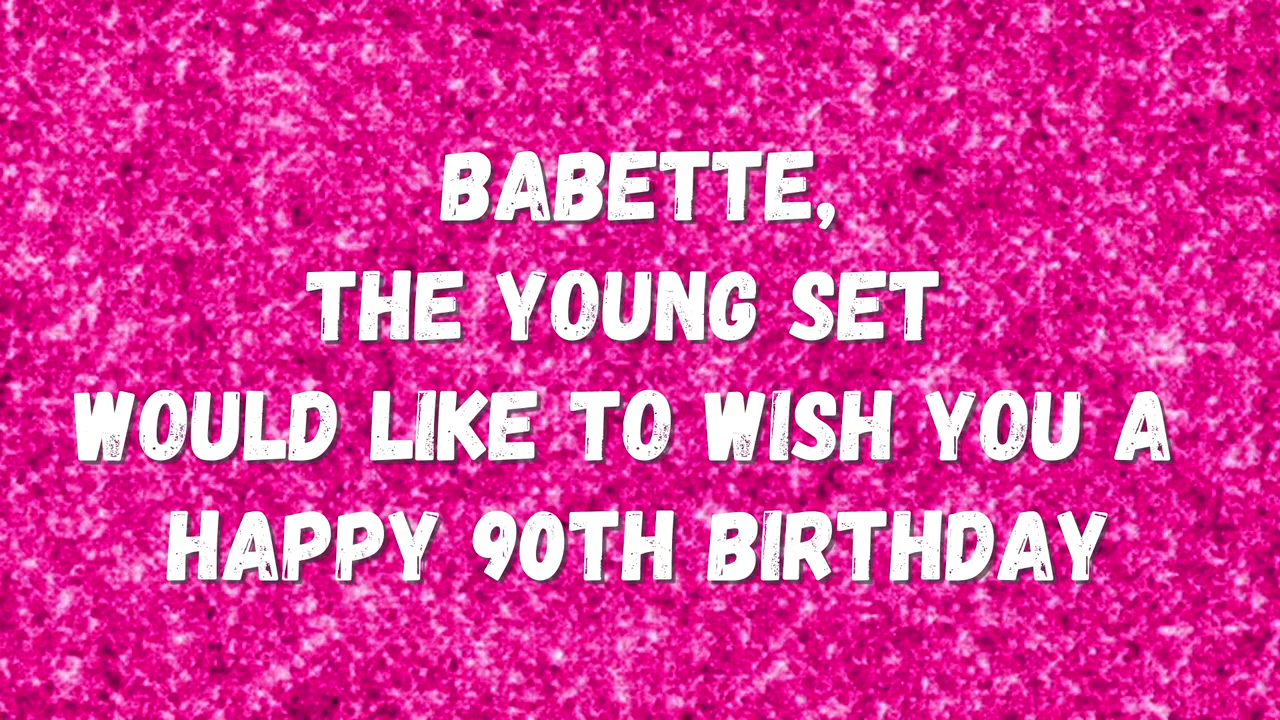 BABETTE,
THE YOUNG SET
WOULD LIKE TO WISH YOU A
HAPPY 90TH BIRTHDAY